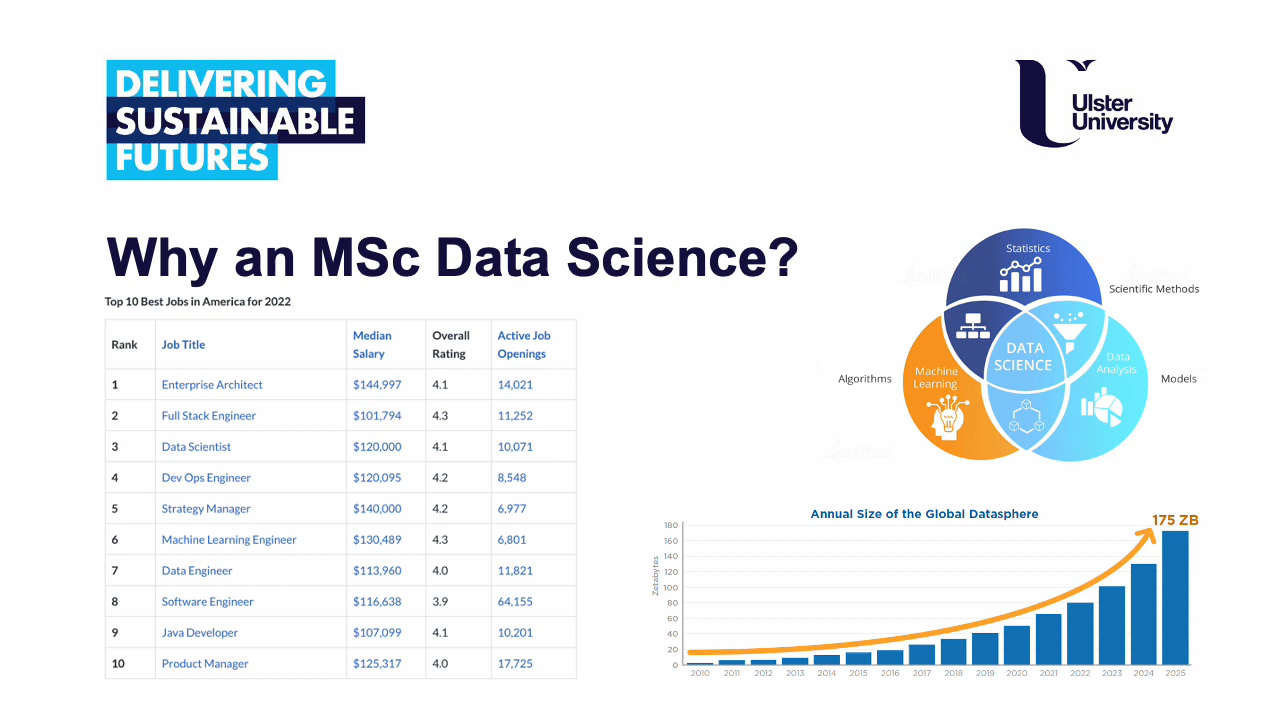 DELIVERING
SUSTAINABLE
FUTURES
Ulster
University
Why an MSc Data Science?
Top 10 Best Jobs in America for 2022
Rank Job Title Median Salary Overall Rating Active Job Openings
1 Enterprise Architect $144,997 4.1 14,021
2 Full Stack Engineer $101,794 4.3 11,252
3 Data Scientist $120,000 4.1 10,071
4 Dev Ops Engineer $120,095 4.2 8,548
5 Strategy Manager $140,000 4.2 6,977
6 Machine Learning Engineer $130,489 4.3 6,801
7 Data Engineer $113,960 4.0 11,821
8 Software Engineer $116,638 3.9 64,155
9 Java Developer $107,099 4.1 10,201
10 Product Manager $125,317 4.0 17,725
Statistics
Scientific Methods
DATA
SCIENCE
Machine
Learning
Data
Analysis
Algorithms
Models
Annual Size of the Global Datasphere
175 ZB
Zetabytes
180
160
140
120
100
80
60
40
20
0
2010 2011 2012 2013 2014 2015 2016 2017 2018 2019 2020 2021 2022 2023 2024 2025